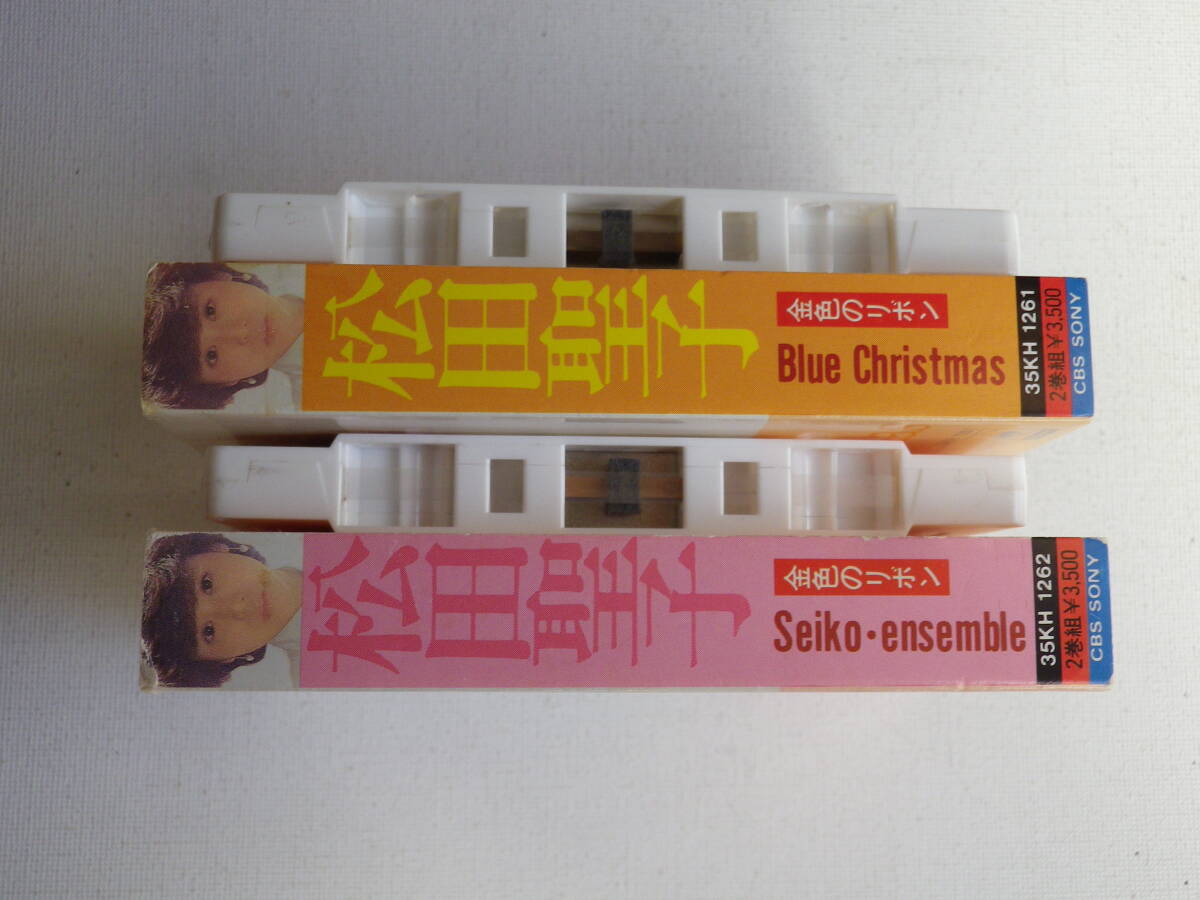 松田聖子
金色のリボン
Blue Christmas
35KH 1261
2巻組¥3,500
CBS SONY
松田聖子
金色のリボン
Seiko・ensemble
35KH 1262
2巻組¥3,500
CBS/SONY